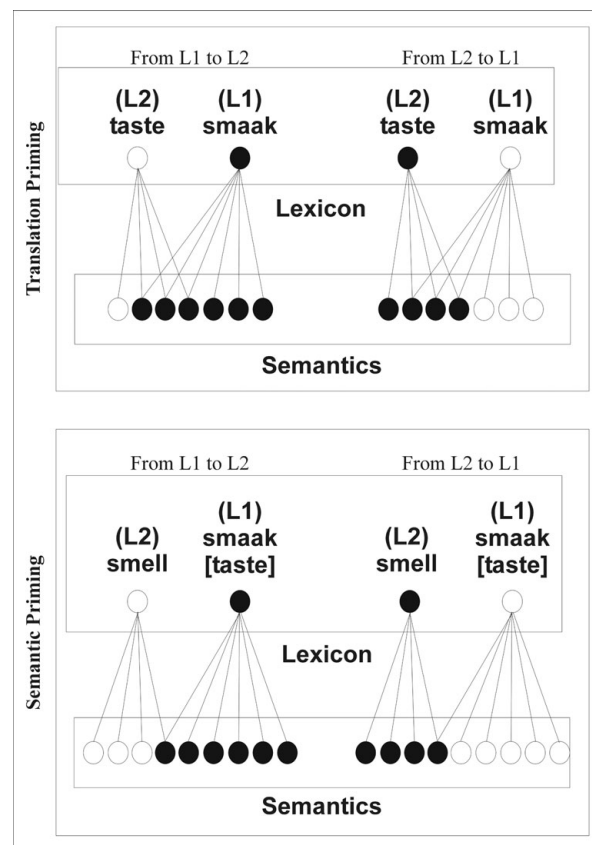 Translation Priming
From L1 to L2
From L2 to L1
(L2)
taste
(L1)
smaak
(L2)
taste
(L1)
smaak
Lexicon
Semantics
Semantic Priming
From L1 to L2
From L2 to L1
(L2)
smell
(L1)
smaak
[taste]
(L2)
smell
(L1)
smaak
[taste]
Lexicon
Semantics